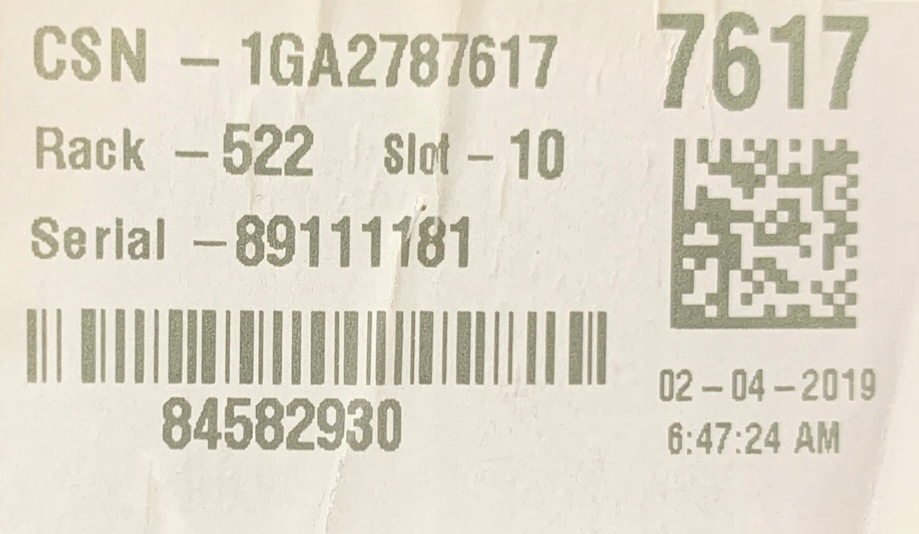 CSN - 1GA2787617
7617
Rack - 522 Slot - 10
Serial - 89111181
84582930
02-04-2019
6:47:24 AM